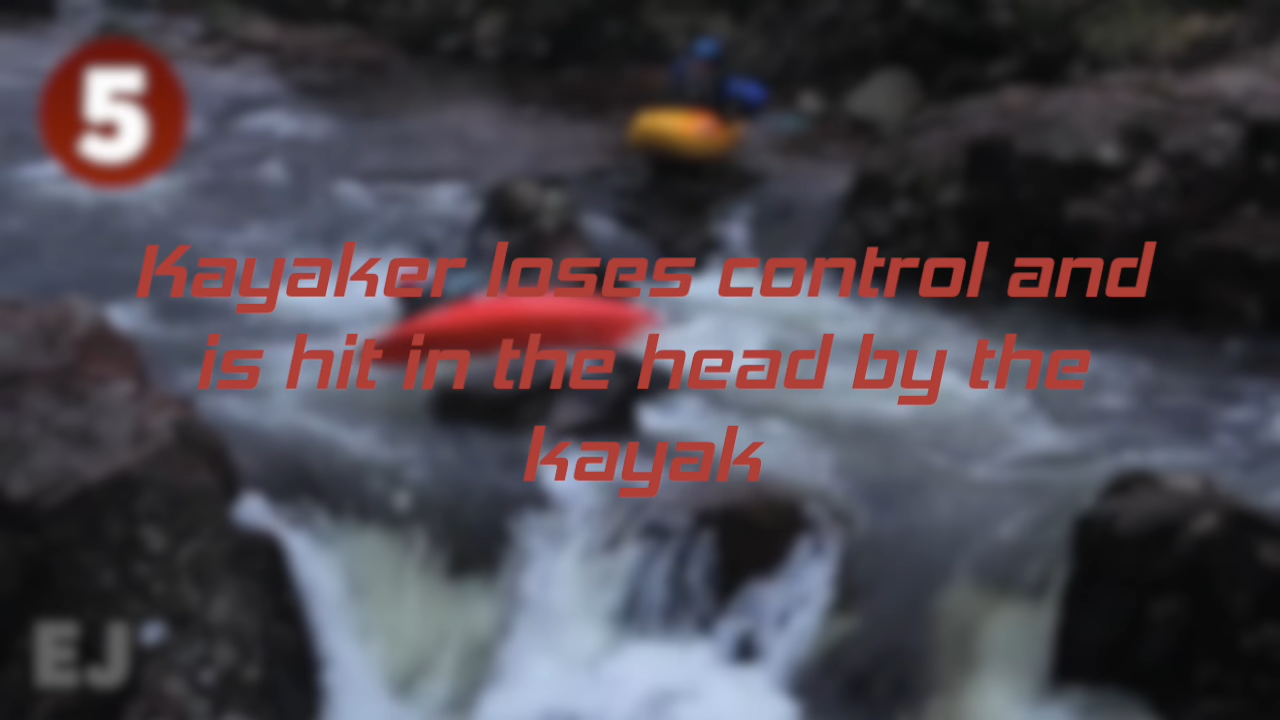 5
Kayaker loses control and
is hit in the head by the
kayak
EJ